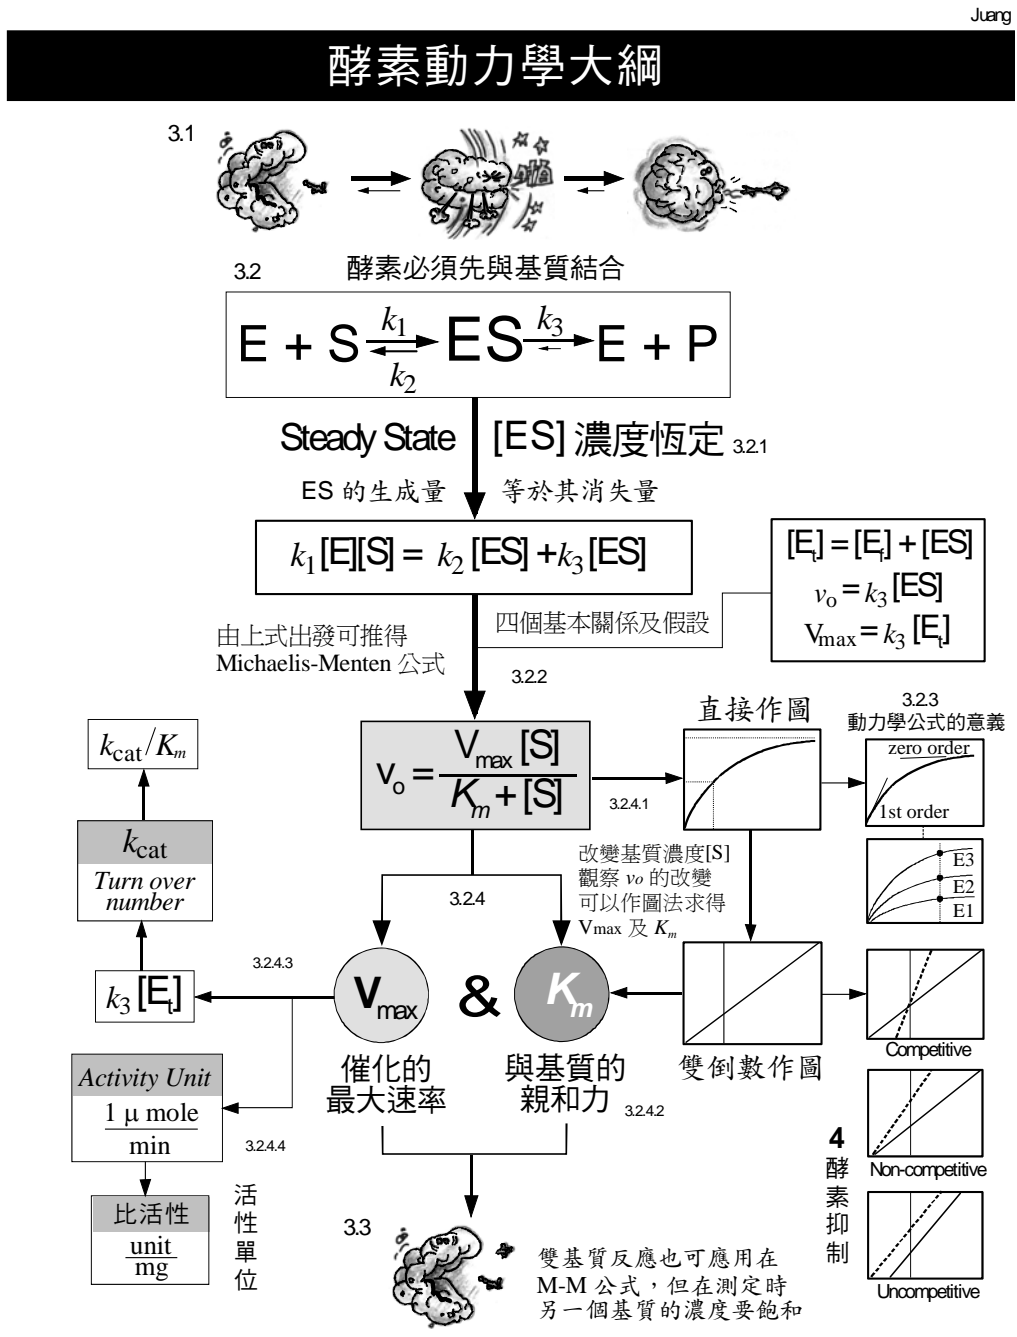 Juang
酵素動力學大綱
3.1
3.2
酵素必須先與基質結合
E + S k1 k2 ES k3 E + P
Steady State [ES] 濃度恆定 3.2.1
ES 的生成量 等於其消失量
k1 [E][S] = k2 [ES] + k3 [ES]
[Et] = [Ef] + [ES]
vo = k3 [ES]
Vmax = k3 [Et]
四個基本關係及假設
由上式出發可推得
Michaelis-Menten 公式
3.2.2
vo = Vmax [S] / Km + [S]
直接作圖
3.2.3
動力學公式的意義
zero order
1st order
3.2.4.1
E3
E2
E1
kcat/Km
kcat
Turn over
number
k3 [Et]
3.2.4
改變基質濃度[S]
觀察 vo 的改變
可以作圖法求得
Vmax 及 Km
3.2.4.3
Vmax & Km
催化的
最大速率
與基質的
親和力 3.2.4.2
雙倒數作圖
Competitive
Activity Unit
1 μ mole
min
3.2.4.4
比活性
unit
mg
活性單位
4
酵素抑制
Non-competitive
Uncompetitive
3.3
雙基質反應也可應用在
M-M 公式，但在測定時
另一個基質的濃度要飽和